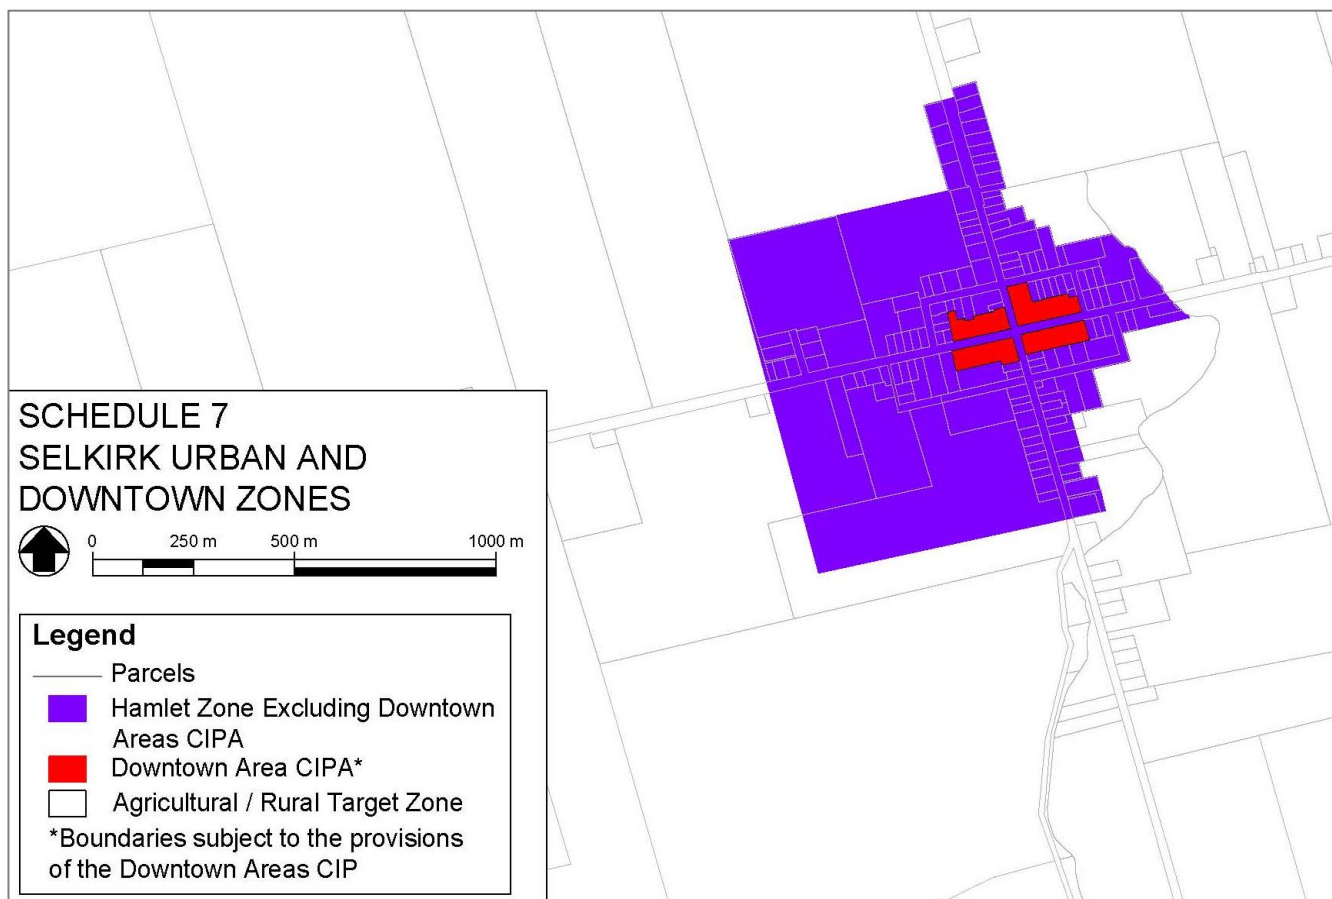 SCHEDULE 7
SELKIRK URBAN AND
DOWNTOWN ZONES
0 250 m 500 m 1000 m
Legend
Parcels
Hamlet Zone Excluding Downtown
Areas CIPA
Downtown Area CIPA*
Agricultural / Rural Target Zone
*Boundaries subject to the provisions
of the Downtown Areas CIP